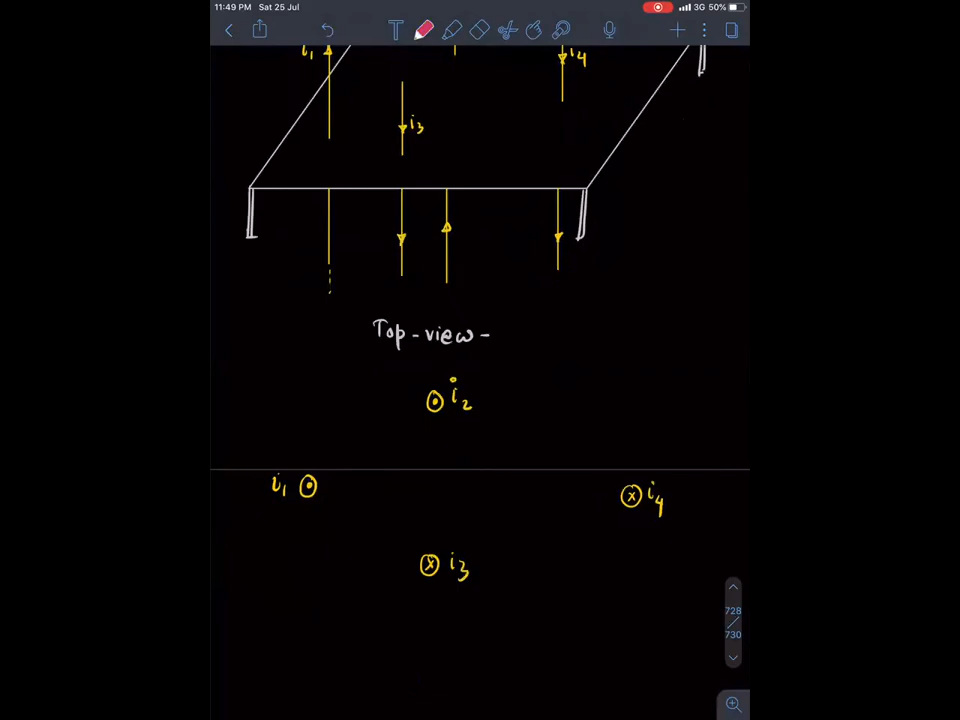 11:49 PM Sat 25 Jul
3G 50%
T
i1
i4
i3
Top-view-
i2
i1
i4
i3
728
730